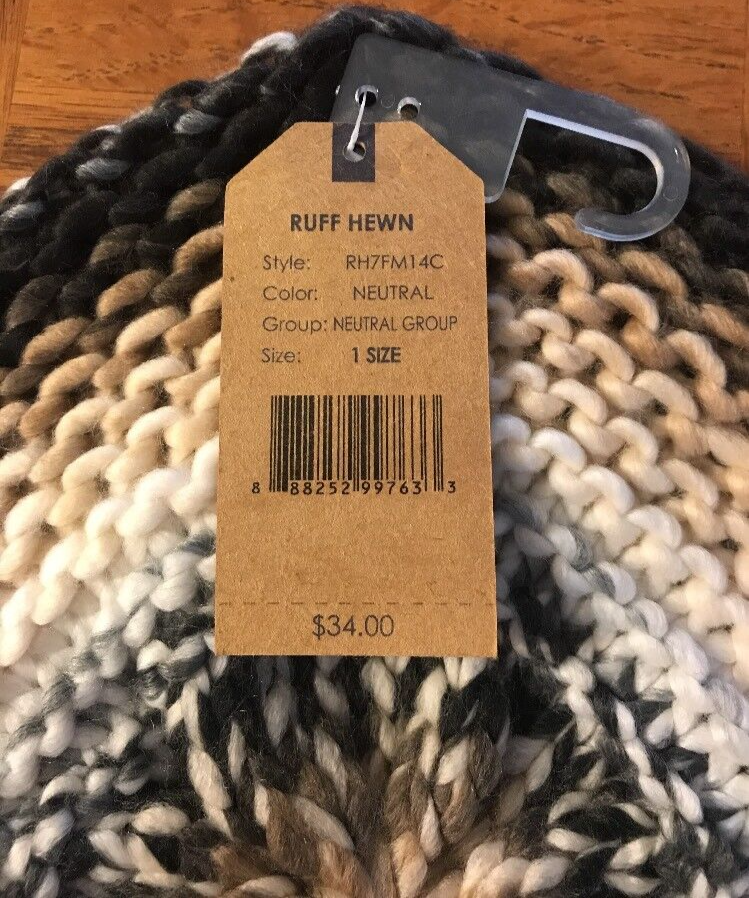 RUFF HEWN
Style: RH7FM14C
Color: NEUTRAL
Group: NEUTRAL GROUP
Size: 1 SIZE
8 88252 99763 3
$34.00